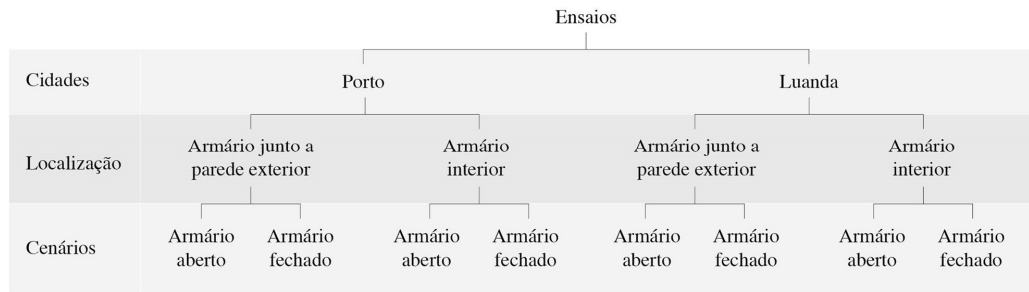 Ensaios
Cidades
Porto
Luanda
Localização
Armário junto a
parede exterior
Armário
interior
Armário junto a
parede exterior
Armário
interior
Cenários
Armário
aberto
Armário
fechado
Armário
aberto
Armário
fechado
Armário
aberto
Armário
fechado
Armário
aberto
Armário
fechado